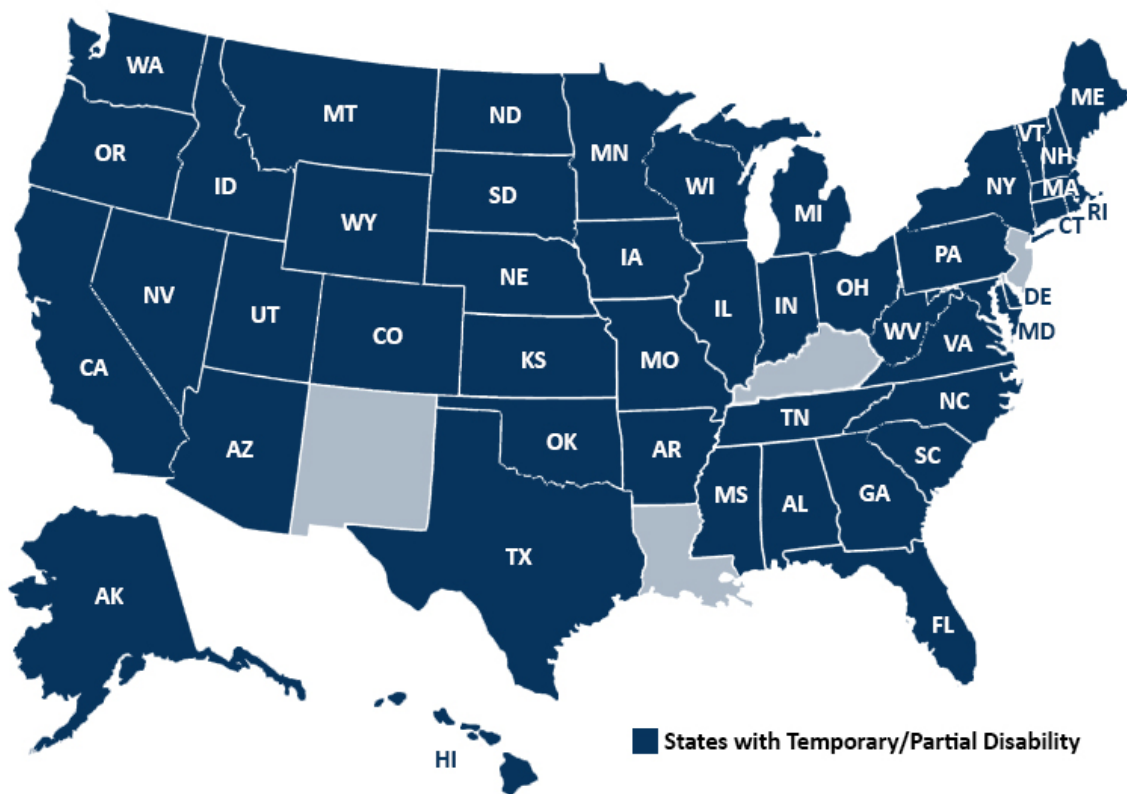 WA
MT
ND
MN
ME
VT
NH
OR
ID
SD
WI
MI
NY
MA
RI
CT
WY
IA
PA
NE
NV
UT
CO
IL
IN
OH
DE
MD
WV
VA
CA
KS
MO
NC
TN
AZ
OK
AR
SC
MS
AL
GA
TX
AK
FL
HI
States with Temporary/Partial Disability